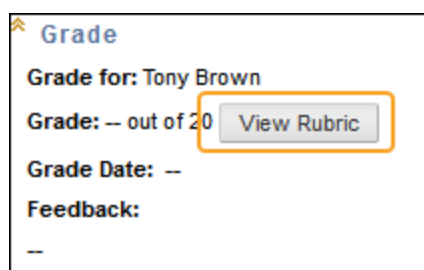 Grade
Grade for: Tony Brown
Grade: -- out of 20 View Rubric
Grade Date: --
Feedback:
--